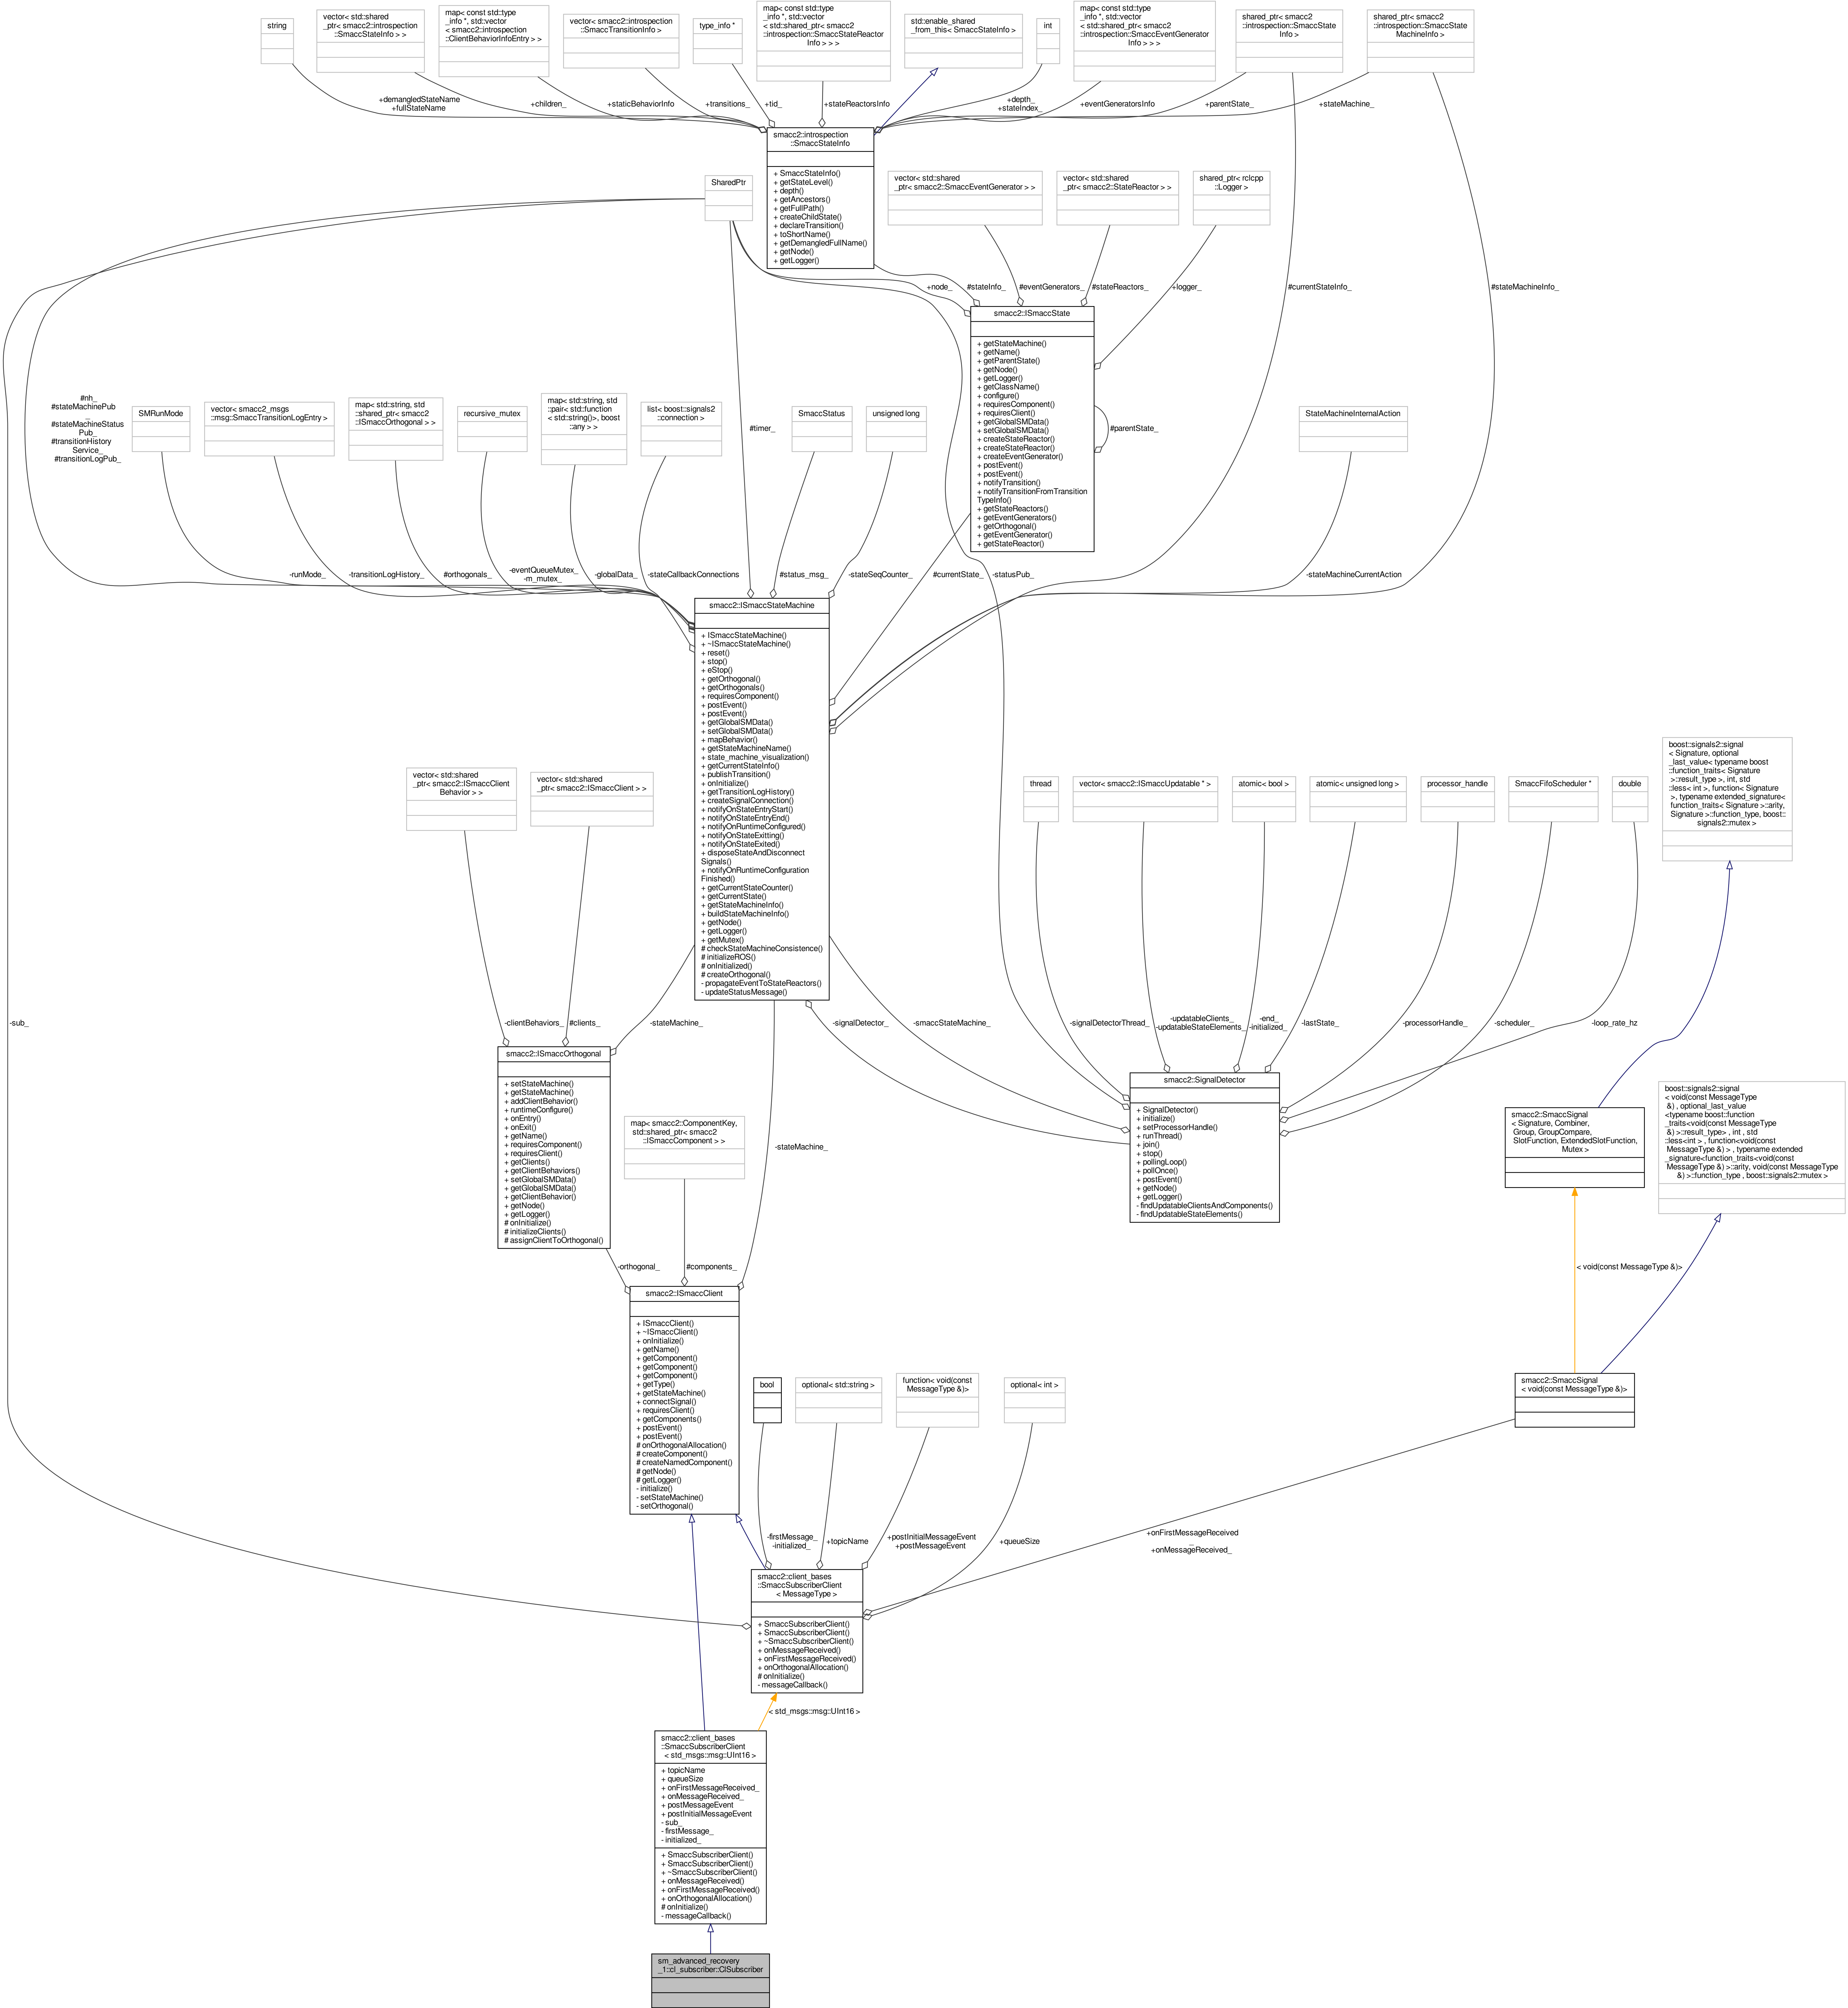 string
vector< std::shared
_ptr< smacc2::introspection
::SmaccStateInfo > >
map< const std::type
_info *, std::vector
< smacc2::introspection
::ClientBehaviorInfoEntry > >
vector< smacc2::introspection
::SmaccTransitionInfo >
type_info *
map< const std::type
_info *, std::vector
< std::shared_ptr< smacc2
::introspection::SmaccStateReactor
Info > > >
std::enable_shared
_from_this< SmaccStateInfo >
int
map< const std::type
_info *, std::vector
< std::shared_ptr< smacc2
::introspection::SmaccEventGenerator
Info > > >
shared_ptr< smacc2
::introspection::SmaccState
Info >
shared_ptr< smacc2
::introspection::SmaccState
MachineInfo >
+demangledStateName
+fullStateName
+children_
+staticBehaviorInfo
+transitions_
+tid_
+stateReactorsInfo
+depth_
+stateIndex_
+eventGeneratorsInfo
+parentState_
+stateMachine_
smacc2::introspection
::SmaccStateInfo
+ SmaccStateInfo()
+ getStateLevel()
+ depth()
+ getAncestors()
+ getFullPath()
+ createChildState()
+ declareTransition()
+ toShortName()
+ getDemangledFullName()
+ getNode()
+ getLogger()
SharedPtr
vector< std::shared
_ptr< smacc2::SmaccEventGenerator > >
vector< std::shared
_ptr< smacc2::StateReactor > >
shared_ptr< rclcpp
::Logger >
+node_
#stateInfo_
#eventGenerators_
#stateReactors_
+logger_
#currentStateInfo_
#stateMachineInfo_
smacc2::ISmaccState
+ getStateMachine()
+ getName()
+ getParentState()
+ getNode()
+ getLogger()
+ getClassName()
+ configure()
+ requiresComponent()
+ requiresClient()
+ getGlobalSMData()
+ setGlobalSMData()
+ createStateReactor()
+ createStateReactor()
+ createEventGenerator()
+ postEvent()
+ postEvent()
+ notifyTransition()
+ notifyTransitionFromTransition
TypeInfo()
+ getStateReactors()
+ getEventGenerators()
+ getOrthogonal()
+ getEventGenerator()
+ getStateReactor()
#parentState_
#nh_
#stateMachinePub
_
#stateMachineStatus
Pub_
#transitionHistory
Service_
#transitionLogPub_
SMRunMode
vector< smacc2_msgs
::msg::SmaccTransitionLogEntry >
map< std::string, std
::shared_ptr< smacc2
::ISmaccOrthogonal > >
recursive_mutex
map< std::string, std
::pair< std::function
< std::string()>, boost
::any > >
list< boost::signals2
::connection >
#timer_
SmaccStatus
unsigned long
StateMachineInternalAction
-runMode_
-transitionLogHistory_
#orthogonals_
-eventQueueMutex_
-m_mutex_
-globalData_
-stateCallbackConnections
#status_msg_
-stateSeqCounter_
#currentState_
-statusPub_
-stateMachineCurrentAction
smacc2::ISmaccStateMachine
+ ISmaccStateMachine()
+ ~ISmaccStateMachine()
+ reset()
+ stop()
+ eStop()
+ getOrthogonal()
+ getOrthogonals()
+ requiresComponent()
+ postEvent()
+ postEvent()
+ getGlobalSMData()
+ setGlobalSMData()
+ mapBehavior()
+ getStateMachineName()
+ state_machine_visualization()
+ getCurrentStateInfo()
+ publishTransition()
+ onInitialize()
+ getTransitionLogHistory()
+ createSignalConnection()
+ notifyOnStateEntryStart()
+ notifyOnStateEntryEnd()
+ notifyOnRuntimeConfigured()
+ notifyOnStateExitting()
+ notifyOnStateExited()
+ disposeStateAndDisconnect
Signals()
+ notifyOnRuntimeConfiguration
Finished()
+ getCurrentStateCounter()
+ getCurrentState()
+ getStateMachineInfo()
+ buildStateMachineInfo()
+ getNode()
+ getLogger()
+ getMutex()
# checkStateMachineConsistence()
# initializeROS()
# onInitialized()
# createOrthogonal()
- propagateEventToStateReactors()
- updateStatusMessage()
vector< std::shared
_ptr< smacc2::ISmaccClient
Behavior > >
vector< std::shared
_ptr< smacc2::ISmaccClient > >
thread
vector< smacc2::ISmaccUpdatable * >
atomic< bool >
atomic< unsigned long >
processor_handle
SmaccFifoScheduler *
double
boost::signals2::signal
< Signature, optional
_last_value< typename boost
::function_traits< Signature
>::result_type >, int, std
::less< int >, function< Signature
>, typename extended_signature<
function_traits< Signature >::arity,
Signature >::function_type, boost::
signals2::mutex >
-sub_
-clientBehaviors_
#clients_
-stateMachine_
-signalDetector_
-smaccStateMachine_
-signalDetectorThread_
-updatableClients_
-updatableStateElements_
-end_
-initialized_
-lastState_
-processorHandle_
-scheduler_
-loop_rate_hz
smacc2::ISmaccOrthogonal
+ setStateMachine()
+ getStateMachine()
+ addClientBehavior()
+ runtimeConfigure()
+ onEntry()
+ onExit()
+ getName()
+ requiresComponent()
+ requiresClient()
+ getClients()
+ getClientBehaviors()
+ setGlobalSMData()
+ getGlobalSMData()
+ getClientBehavior()
+ getNode()
+ getLogger()
# onInitialize()
# initializeClients()
# assignClientToOrthogonal()
map< smacc2::ComponentKey,
std::shared_ptr< smacc2
::ISmaccComponent > >
-stateMachine_
smacc2::SignalDetector
+ SignalDetector()
+ initialize()
+ setProcessorHandle()
+ runThread()
+ join()
+ stop()
+ pollingLoop()
+ pollOnce()
+ postEvent()
+ getNode()
+ getLogger()
- findUpdatableClientsAndComponents()
- findUpdatableStateElements()
smacc2::SmaccSignal
< Signature, Combiner,
Group, GroupCompare,
SlotFunction, ExtendedSlotFunction,
Mutex >
boost::signals2::signal
< void(const MessageType
&) , optional_last_value
<typename boost::function
_traits<void(const MessageType
&) >::result_type> , int , std
::less<int > , function<void(const
MessageType &) > , typename extended
_signature<function_traits<void(const
MessageType &) >::arity, void(const MessageType
&) >::function_type , boost::signals2::mutex >
-orthogonal_
#components_
< void(const MessageType &)>
smacc2::ISmaccClient
+ ISmaccClient()
+ ~ISmaccClient()
+ onInitialize()
+ getName()
+ getComponent()
+ getComponent()
+ getComponent()
+ getType()
+ getStateMachine()
+ connectSignal()
+ requiresClient()
+ getComponents()
+ postEvent()
+ postEvent()
# onOrthogonalAllocation()
# createComponent()
# createNamedComponent()
# getNode()
# getLogger()
- initialize()
- setStateMachine()
- setOrthogonal()
bool
optional< std::string >
function< void(const
MessageType &)>
optional< int >
smacc2::SmaccSignal
< void(const MessageType &)>
-firstMessage_
-initialized_
+topicName
+postInitialMessageEvent
+postMessageEvent
+queueSize
+onFirstMessageReceived
_
+onMessageReceived_
smacc2::client_bases
::SmaccSubscriberClient
< MessageType >
+ SmaccSubscriberClient()
+ SmaccSubscriberClient()
+ ~SmaccSubscriberClient()
+ onMessageReceived()
+ onFirstMessageReceived()
+ onOrthogonalAllocation()
# onInitialize()
- messageCallback()
< std_msgs::msg::UInt16 >
smacc2::client_bases
::SmaccSubscriberClient
< std_msgs::msg::UInt16 >
+ topicName
+ queueSize
+ onFirstMessageReceived_
+ onMessageReceived_
+ postMessageEvent
+ postInitialMessageEvent
- sub_
- firstMessage_
- initialized_
+ SmaccSubscriberClient()
+ SmaccSubscriberClient()
+ ~SmaccSubscriberClient()
+ onMessageReceived()
+ onFirstMessageReceived()
+ onOrthogonalAllocation()
# onInitialize()
- messageCallback()
sm_advanced_recovery
_1::cl_subscriber::ClSubscriber